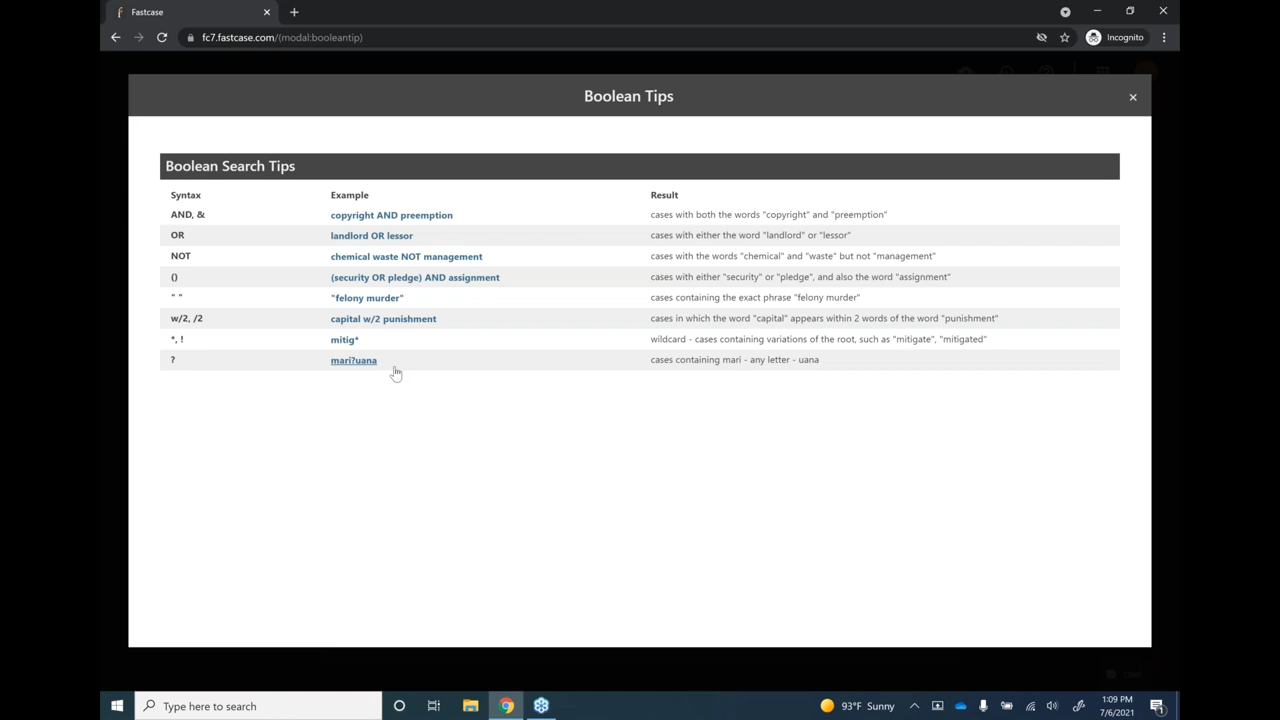 Fastcase
fc7.fastcase.com/(modal:booleantip)
Incognito
Boolean Tips
Boolean Search Tips
Syntax Example Result
AND, & copyright AND preemption cases with both the words "copyright" and "preemption"
OR landlord OR lessor cases with either the word "landlord" or "lessor"
NOT chemical waste NOT management cases with the words "chemical" and "waste" but not "management"
() (security OR pledge) AND assignment cases with either "security" or "pledge", and also the word "assignment"
" " "felony murder" cases containing the exact phrase "felony murder"
w/2, /2 capital w/2 punishment cases in which the word "capital" appears within 2 words of the word "punishment"
*, ! mitig* wildcard - cases containing variations of the root, such as "mitigate", "mitigated"
? mari?uana cases containing mari - any letter - uana
Type here to search
93°F Sunny
1:09 PM
7/6/2021
1